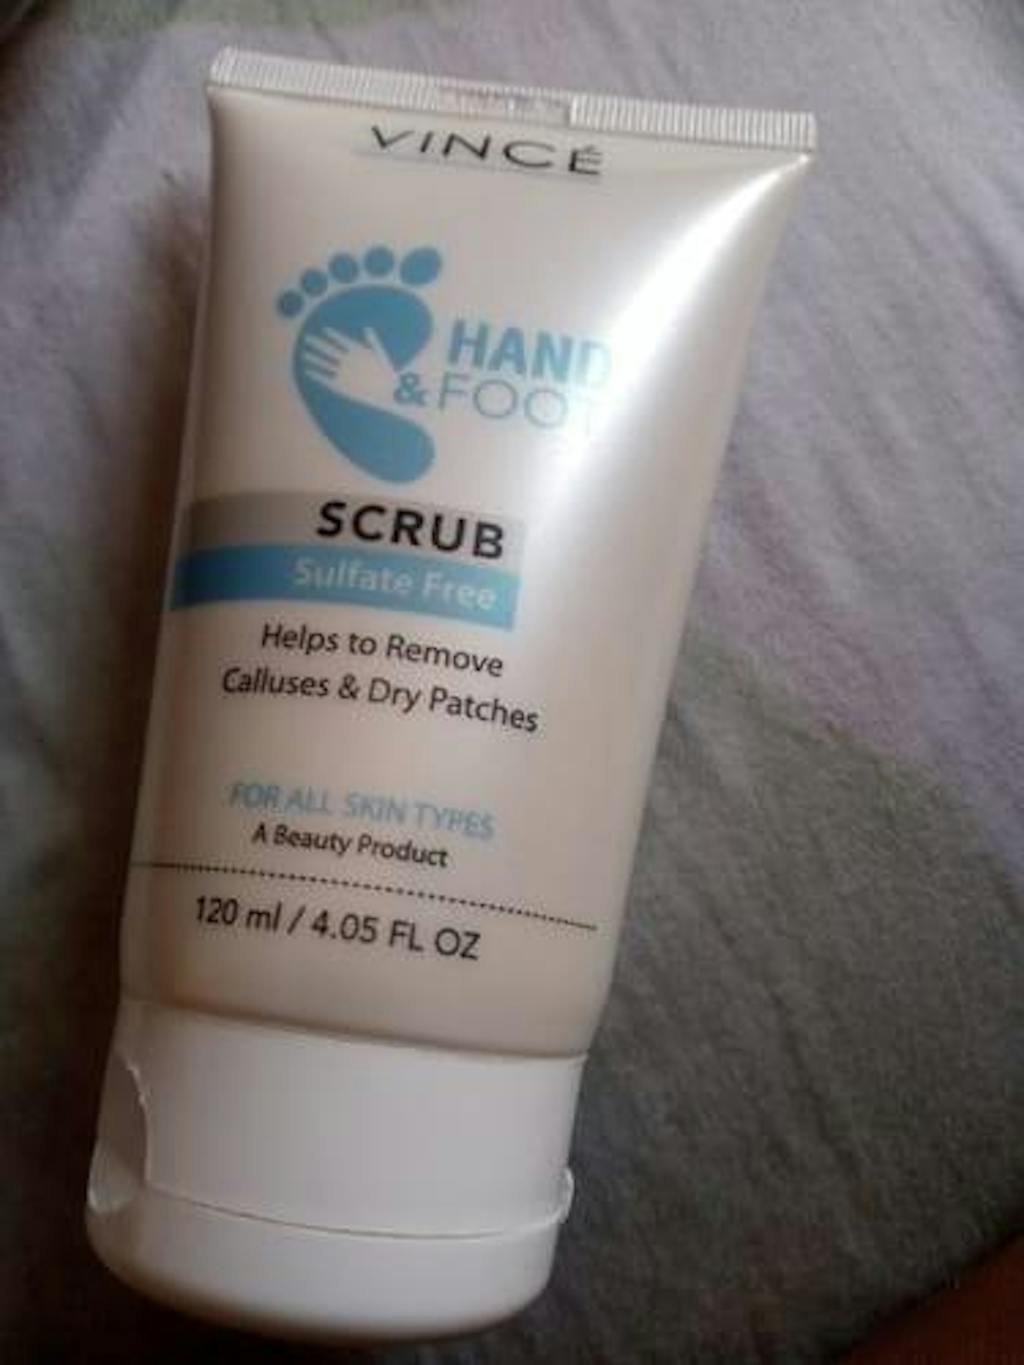 VINCÉ
HAND
& FOOT
SCRUB
Sulfate Free
Helps to Remove
Calluses & Dry Patches
FOR ALL SKIN TYPES
A Beauty Product
120 ml / 4.05 FL OZ